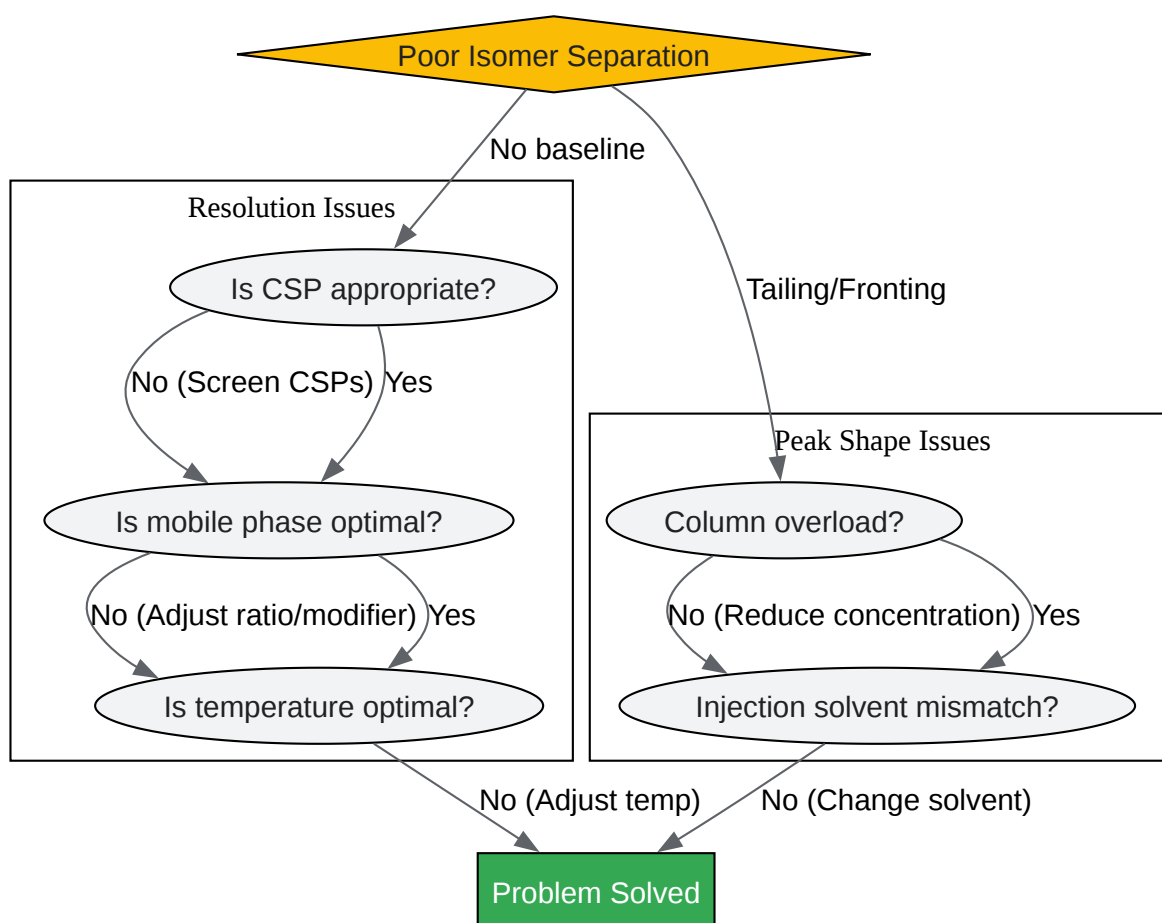 Poor Isomer Separation
No baseline
Resolution Issues
Is CSP appropriate?
Tailing/Fronting
No (Screen CSPs)
Yes
Peak Shape Issues
Is mobile phase optimal?
Column overload?
No (Adjust ratio/modifier)
Yes
No (Reduce concentration)
Yes
Is temperature optimal?
Injection solvent mismatch?
No (Adjust temp)
No (Change solvent)
Problem Solved